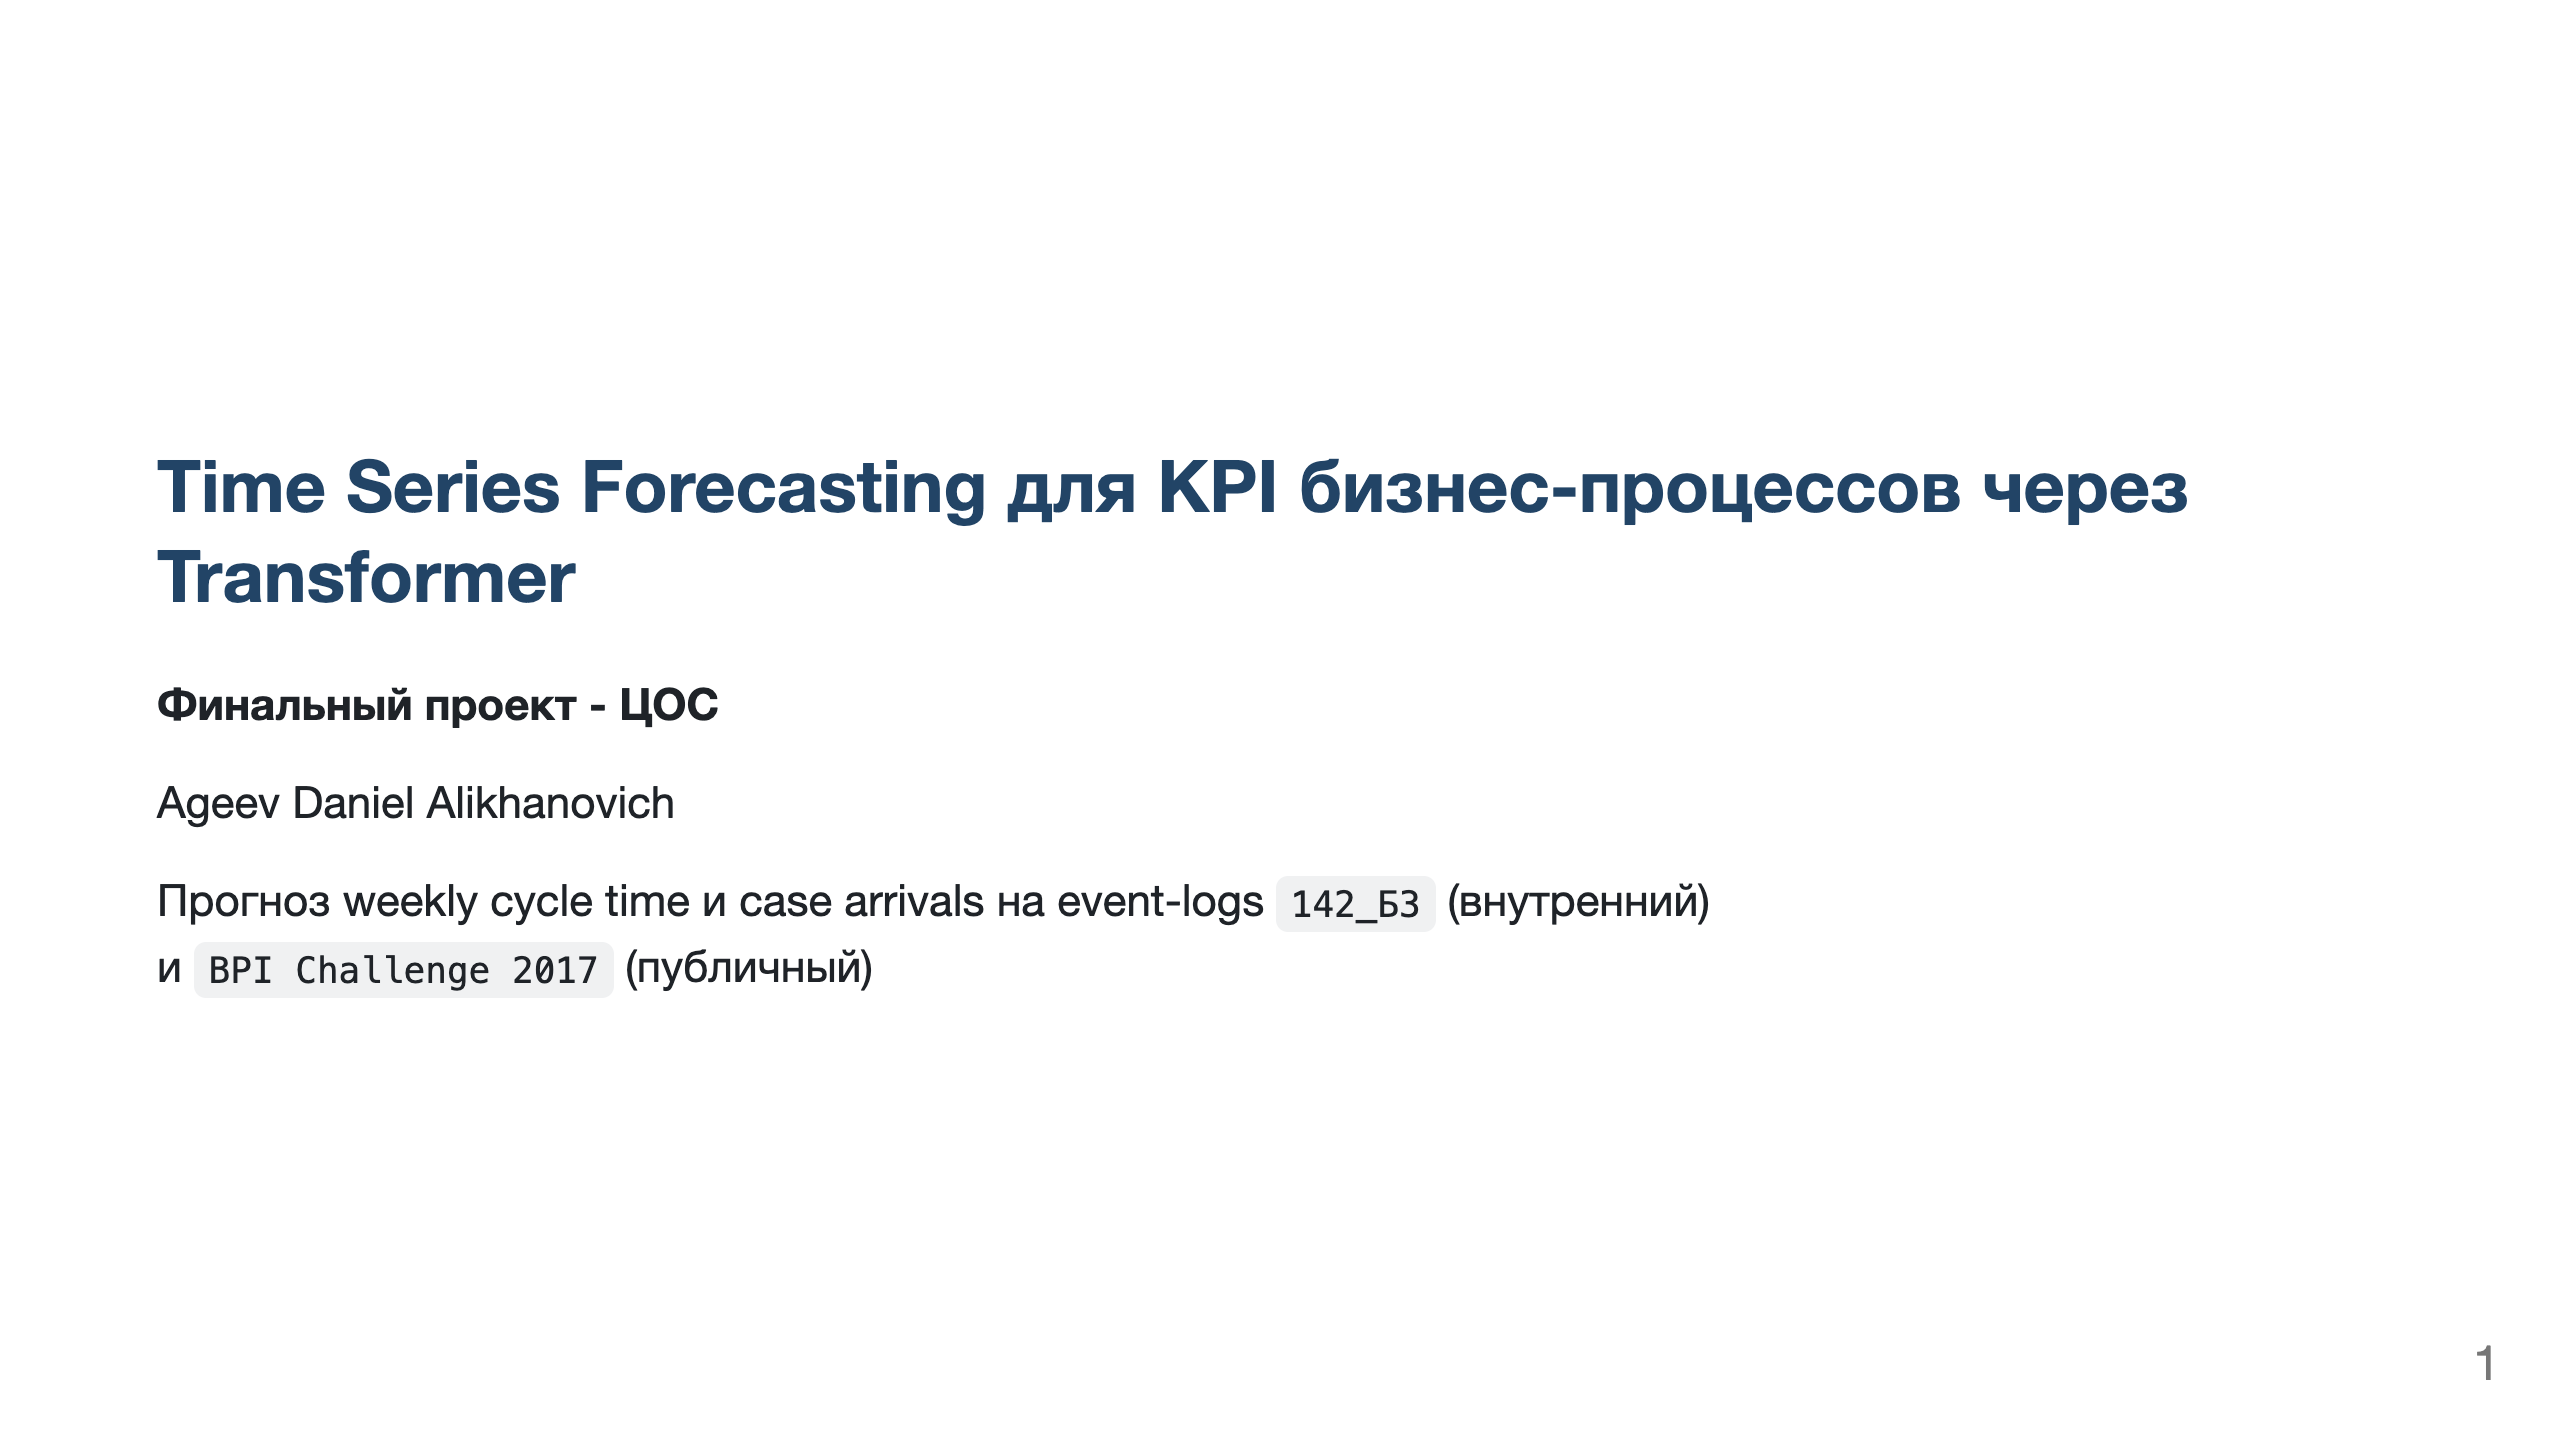 Time Series Forecasting для KPI бизнес-процессов через
Transformer
Финальный проект - ЦОС
Ageev Daniel Alikhanovich
Прогноз weekly cycle time и case arrivals на event-logs 142_БЗ (внутренний)
и BPI Challenge 2017 (публичный)
1